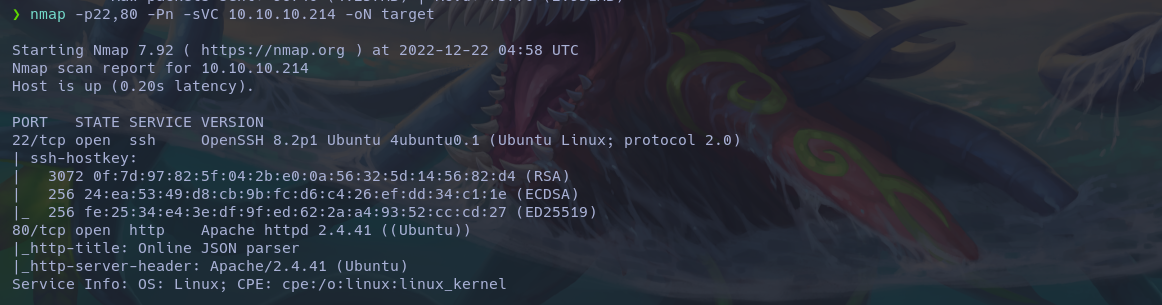 ❯ nmap -p22,80 -Pn -sVC 10.10.10.214 -oN target
Starting Nmap 7.92 ( https://nmap.org ) at 2022-12-22 04:58 UTC
Nmap scan report for 10.10.10.214
Host is up (0.20s latency).
PORT   STATE SERVICE VERSION
22/tcp open  ssh     OpenSSH 8.2p1 Ubuntu 4ubuntu0.1 (Ubuntu Linux; protocol 2.0)
| ssh-hostkey:
|   3072 0f:7d:97:82:5f:04:2b:e0:0a:56:32:5d:14:56:82:d4 (RSA)
|   256 24:ea:53:49:d8:cb:9b:fc:d6:c4:26:ef:dd:34:c1:1e (ECDSA)
|_  256 fe:25:34:e4:3e:df:9f:ed:62:2a:a4:93:52:cc:cd:27 (ED25519)
80/tcp open  http    Apache httpd 2.4.41 ((Ubuntu))
|_http-title: Online JSON parser
|_http-server-header: Apache/2.4.41 (Ubuntu)
Service Info: OS: Linux; CPE: cpe:/o:linux:linux_kernel